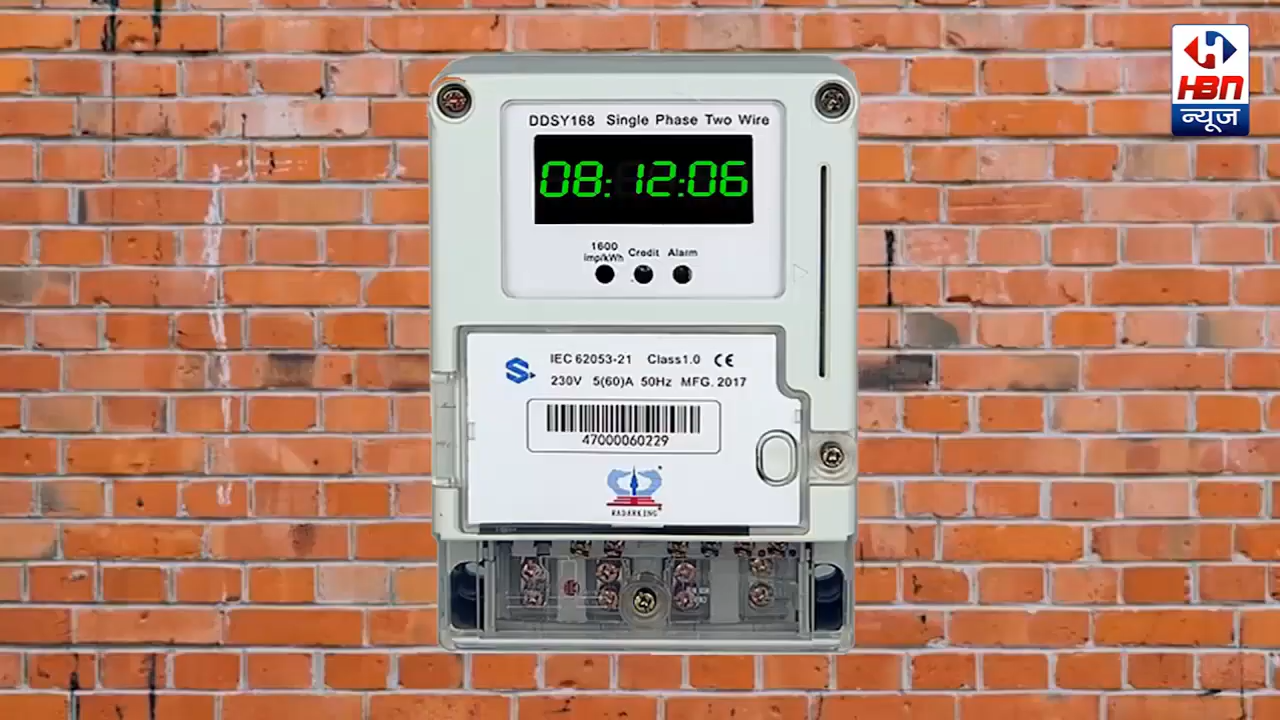 HBN
न्यूज
DDSY168 Single Phase Two Wire
08:12:06
1600
imp/kWh Credit Alarm
S.
IEC 62053-21 Class1.0 CE
230V 5(60)A 50Hz MFG. 2017
47000060229
RADARKING